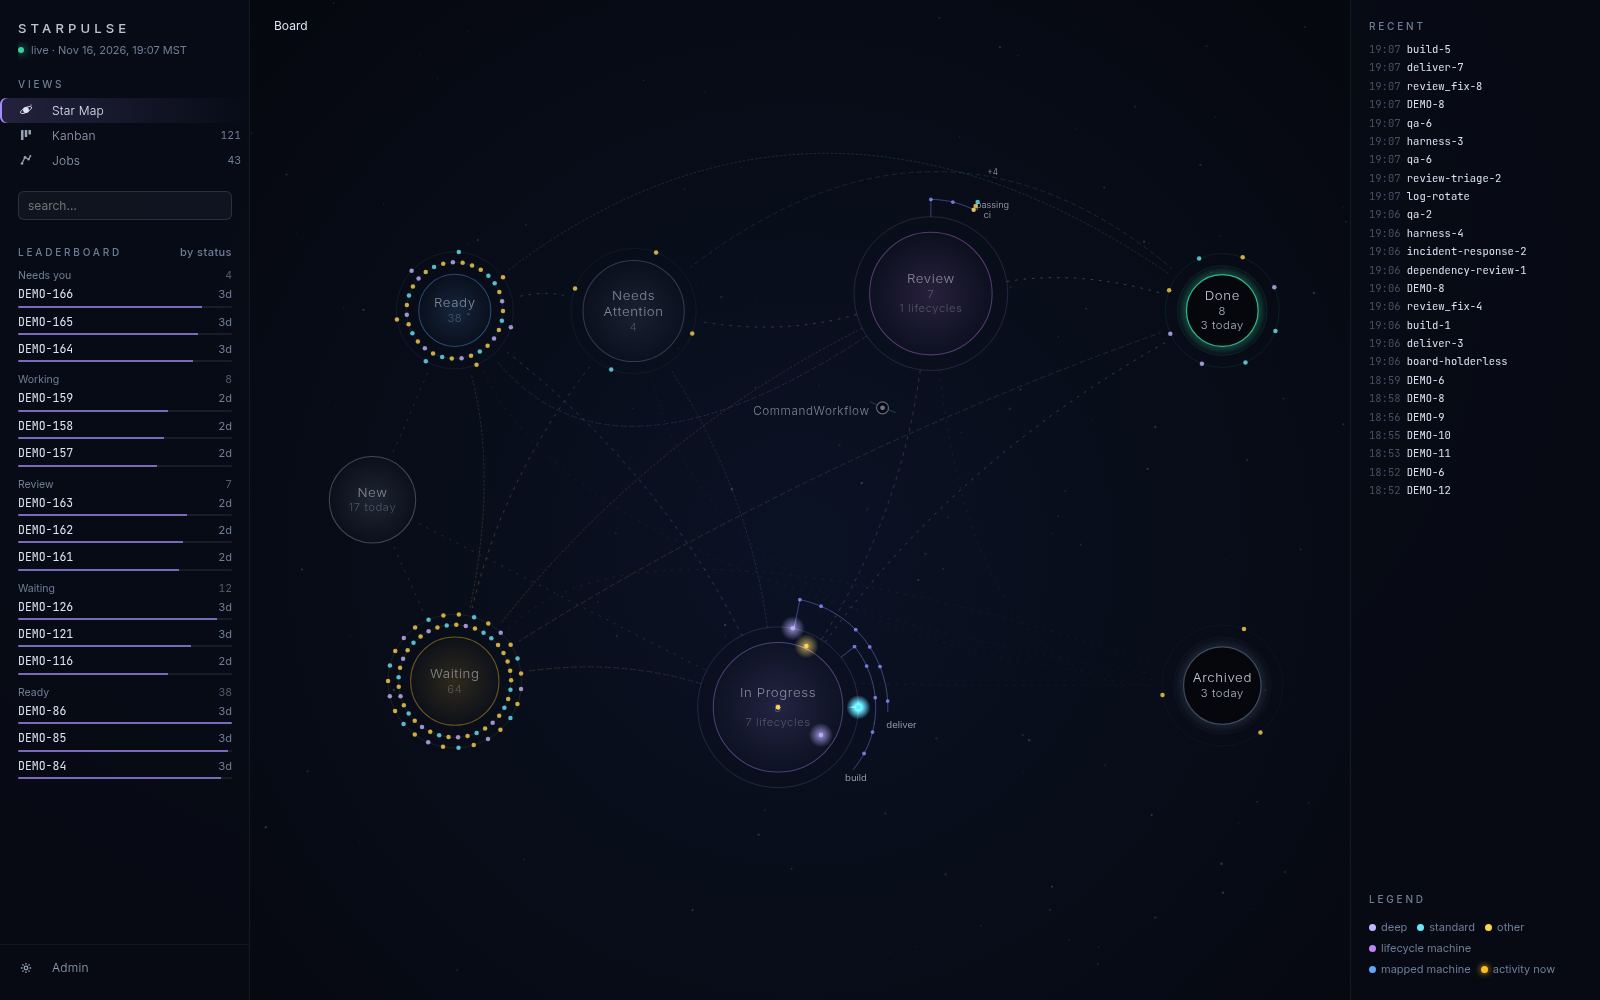 STARPULSE
live · Nov 16, 2026, 19:07 MST
VIEWS
Star Map
Kanban 121
Jobs 43
search...
LEADERBOARD by status
Needs you 4
DEMO-166 3d
DEMO-165 3d
DEMO-164 3d
Working 8
DEMO-159 2d
DEMO-158 2d
DEMO-157 2d
Review 7
DEMO-163 2d
DEMO-162 2d
DEMO-161 2d
Waiting 12
DEMO-126 3d
DEMO-121 3d
DEMO-116 2d
Ready 38
DEMO-86 3d
DEMO-85 3d
DEMO-84 3d
Admin
Board
+4
passing
ci
Ready
38
Needs
Attention
4
Review
7
1 lifecycles
Done
8
3 today
CommandWorkflow
New
17 today
Waiting
64
In Progress
7 lifecycles
deliver
build
Archived
3 today
RECENT
19:07 build-5
19:07 deliver-7
19:07 review_fix-8
19:07 DEMO-8
19:07 qa-6
19:07 harness-3
19:07 qa-6
19:07 review-triage-2
19:07 log-rotate
19:06 qa-2
19:06 harness-4
19:06 incident-response-2
19:06 dependency-review-1
19:06 DEMO-8
19:06 review_fix-4
19:06 build-1
19:06 deliver-3
19:06 board-holderless
18:59 DEMO-6
18:58 DEMO-8
18:56 DEMO-9
18:55 DEMO-10
18:53 DEMO-11
18:52 DEMO-6
18:52 DEMO-12
LEGEND
deep standard other
lifecycle machine
mapped machine activity now